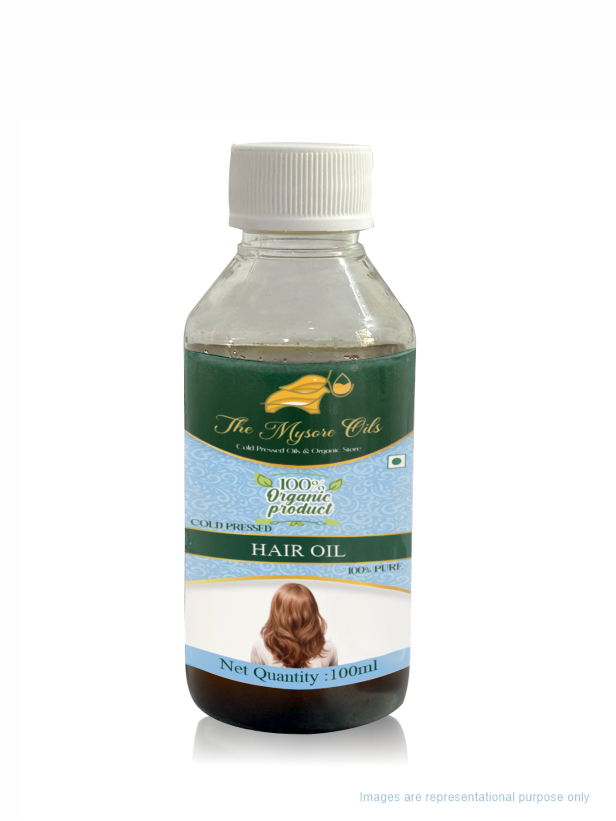 The Mysore Oils
Cold Pressed Oils & Organic Store
100%
Organic
product
COLD PRESSED
HAIR OIL
100% PURE
Net Quantity :100ml
Images are representational purpose only